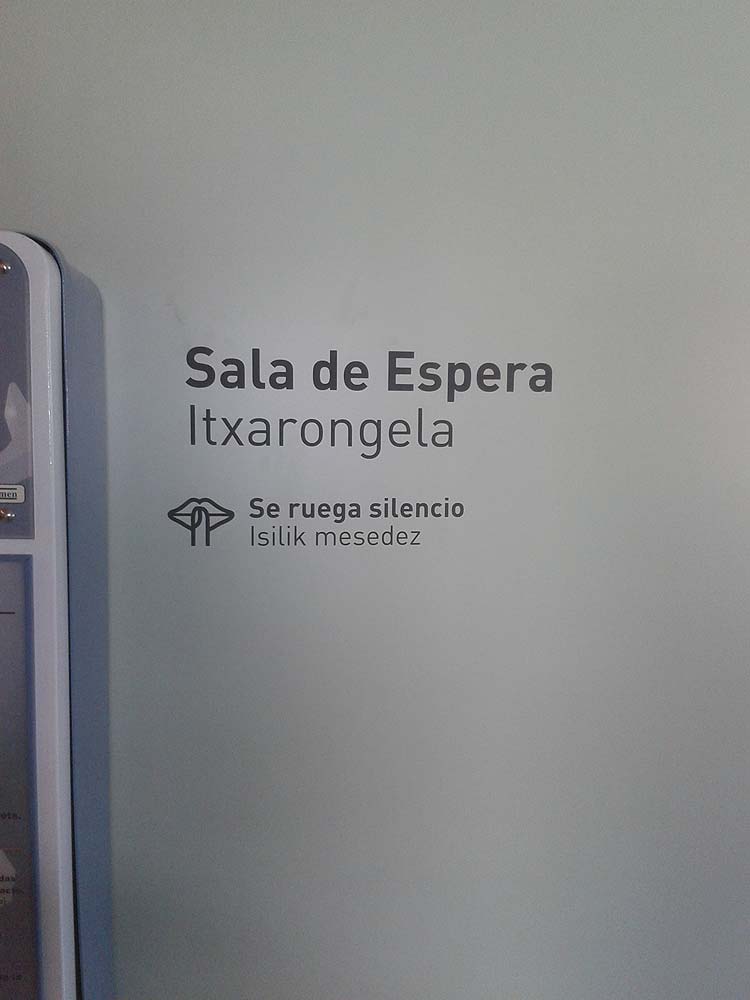 Sala de Espera
Itxarongela
Se ruega silencio
Isilik mesedez